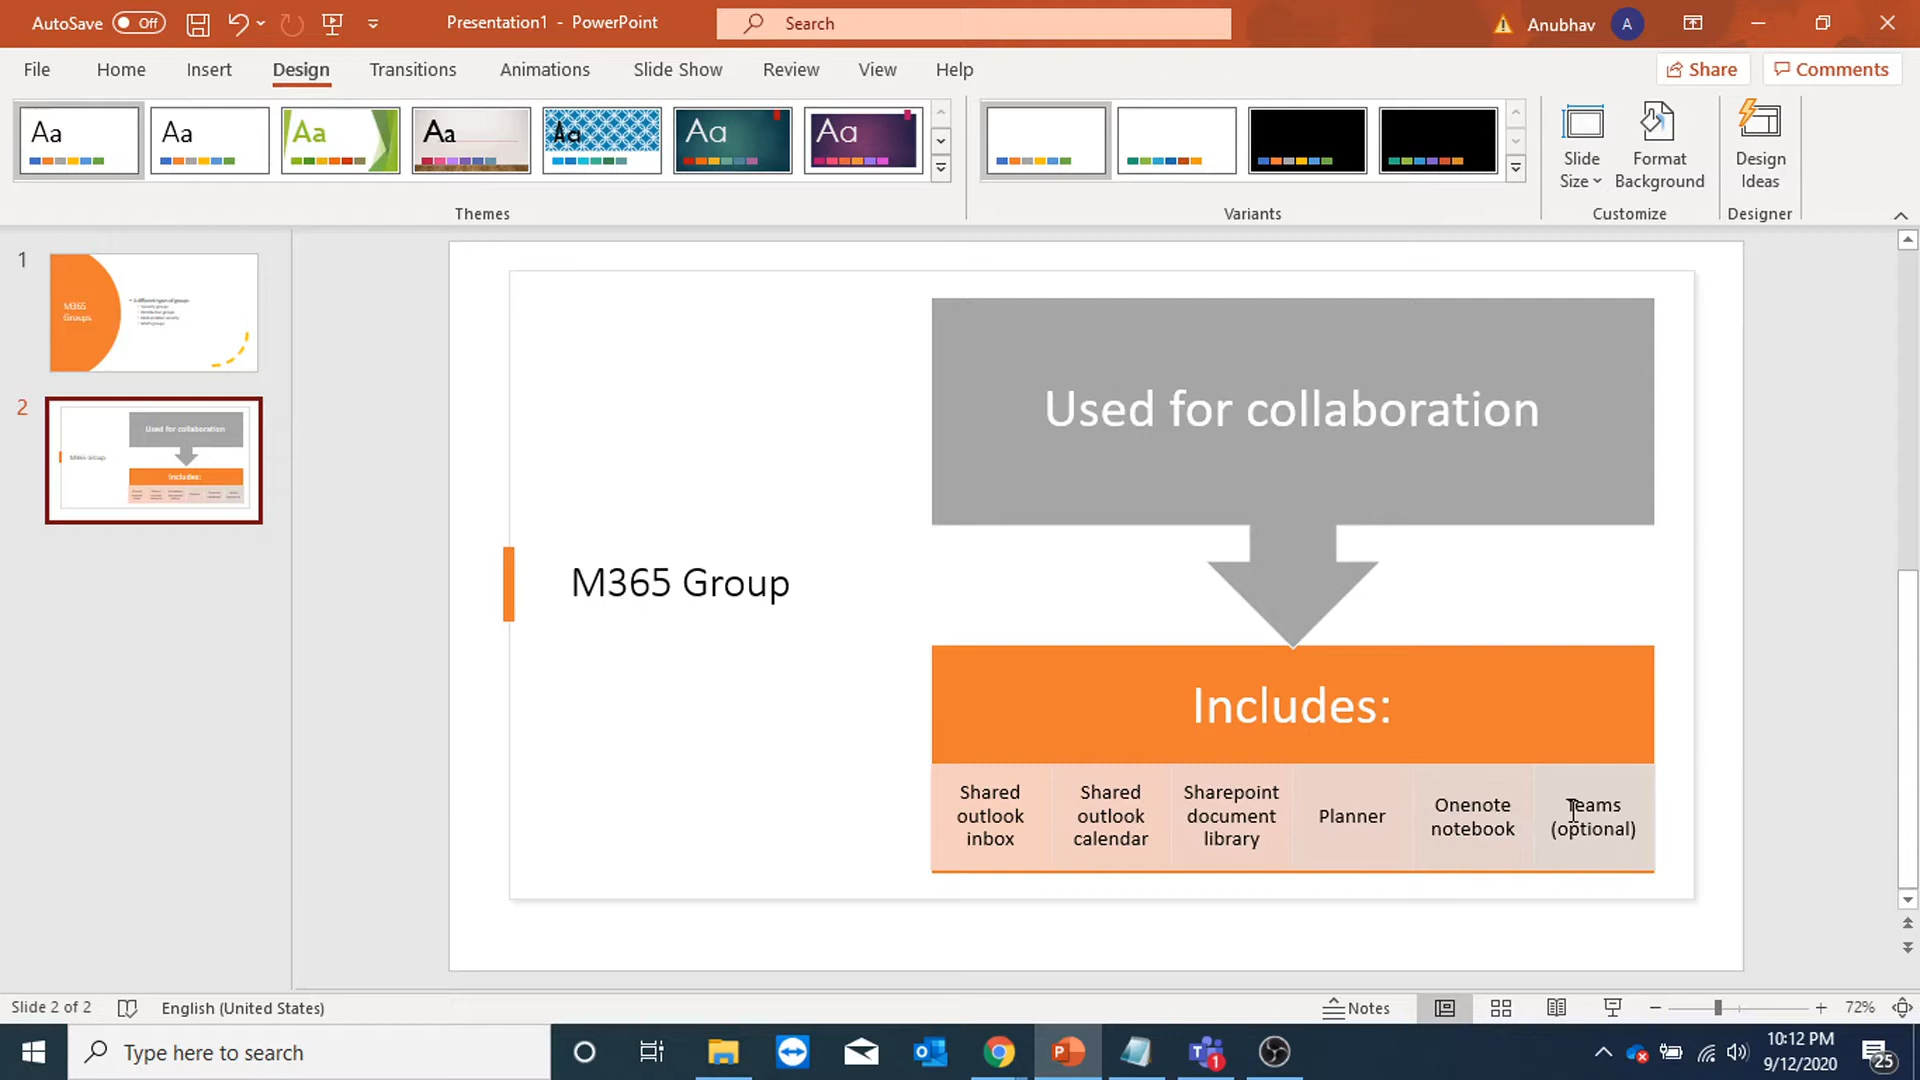 AutoSave Off
Presentation1 - PowerPoint
Search
Anubhav
A
File
Home
Insert
Design
Transitions
Animations
Slide Show
Review
View
Help
Share
Comments
Aa
Aa
Aa
Aa
Aa
Aa
Aa
Slide
Size
Format
Background
Design
Ideas
Themes
Variants
Customize
Designer
1
M365
Groups
2
Used for collaboration
M365 Group
Includes:
Used for collaboration
M365 Group
Includes:
Shared
outlook
inbox
Shared
outlook
calendar
Sharepoint
document
library
Planner
Onenote
notebook
Teams
(optional)
Slide 2 of 2
English (United States)
Notes
72%
Type here to search
1
10:12 PM
9/12/2020
25